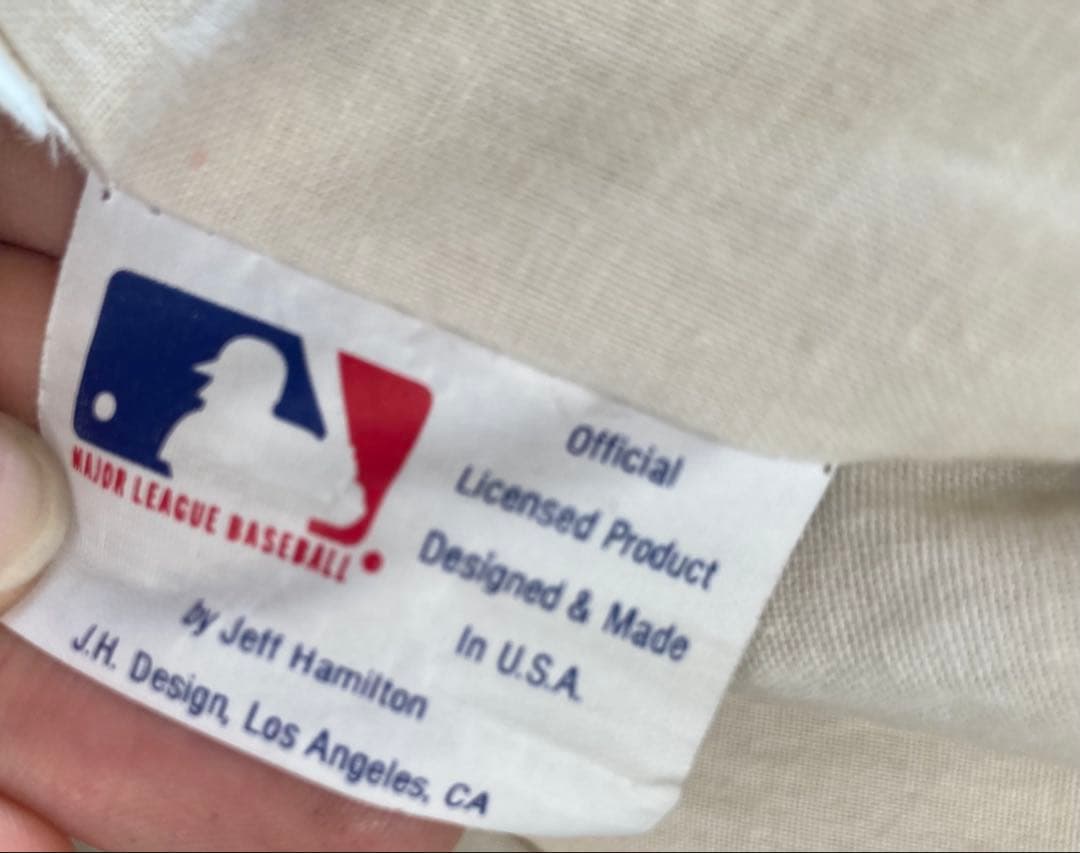 MAJOR LEAGUE BASEBALL
Official
Licensed Product
Designed & Made
In U.S.A.
by Jeff Hamilton
J.H. Design, Los Angeles, CA